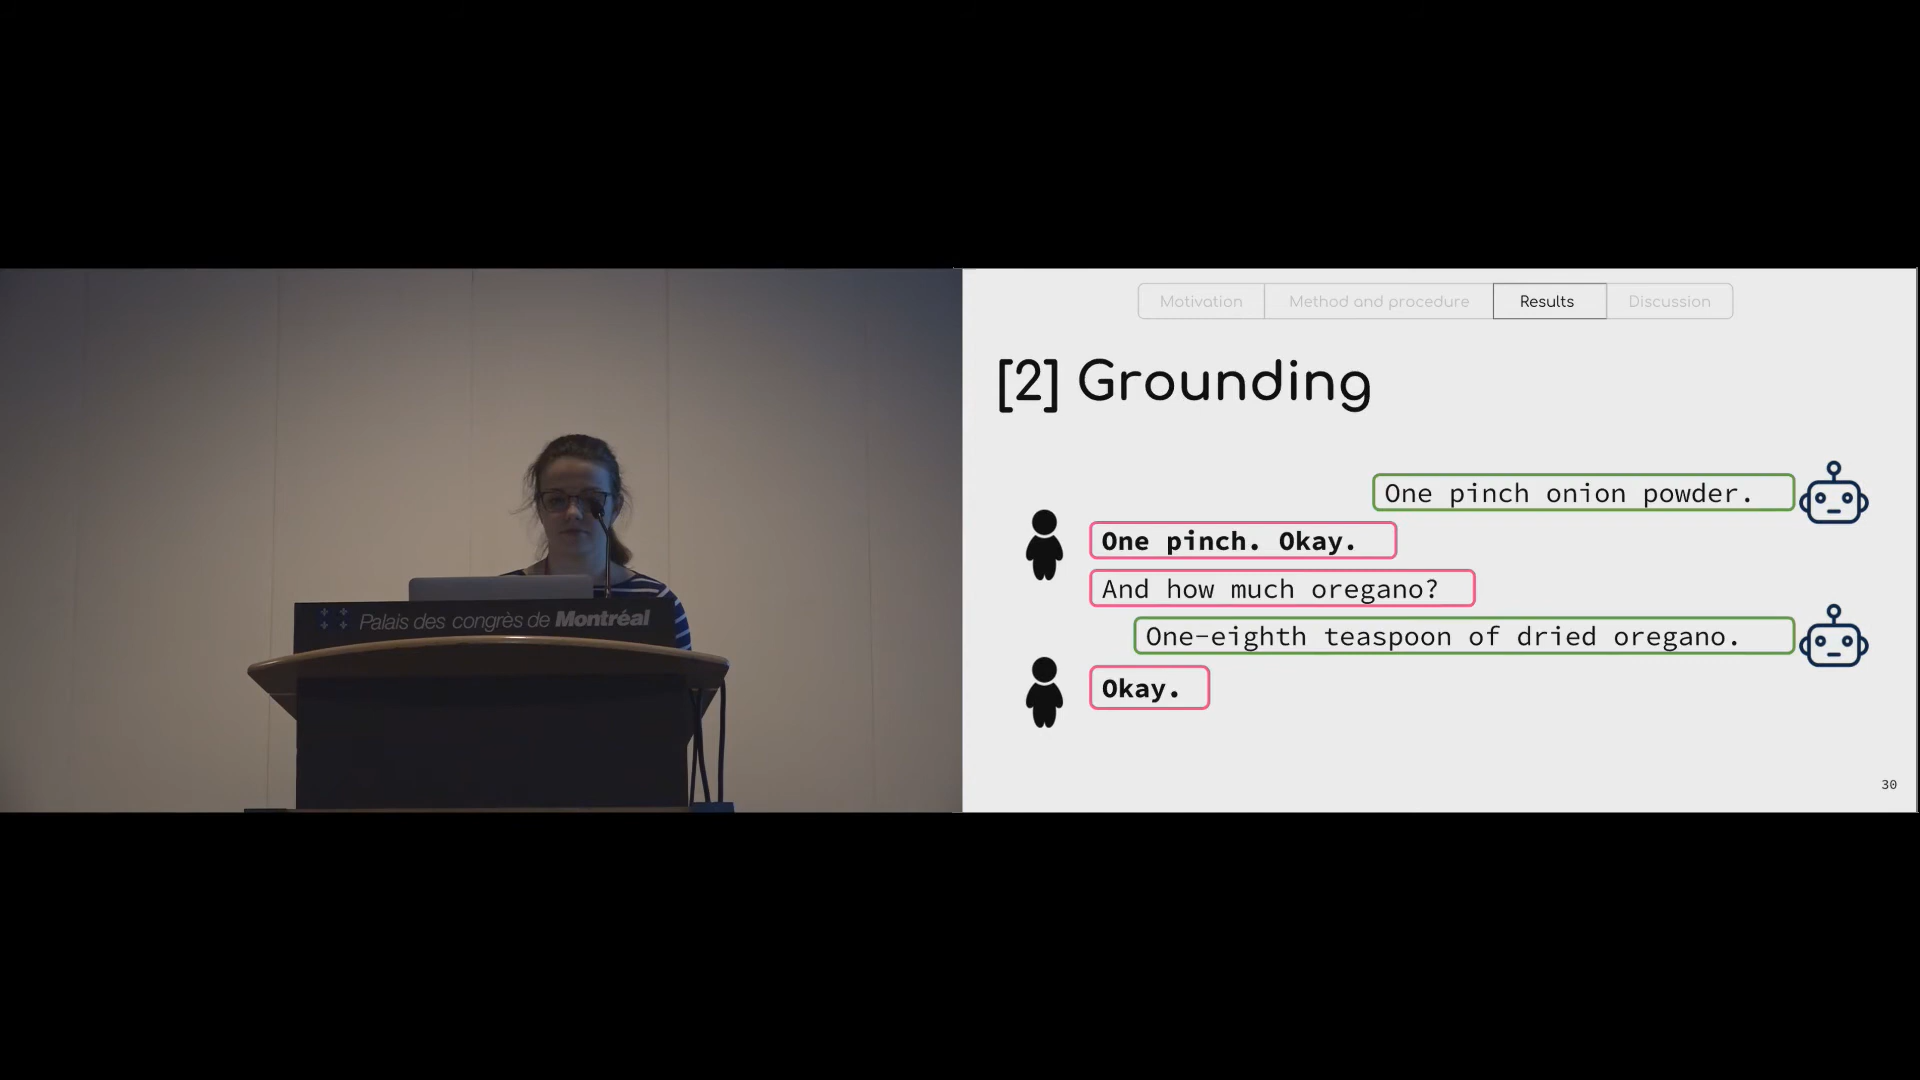 Palais des congrès de Montréal
Motivation
Method and procedure
Results
Discussion
[2] Grounding
One pinch onion powder.
One pinch. Okay.
And how much oregano?
One-eighth teaspoon of dried oregano.
Okay.
30